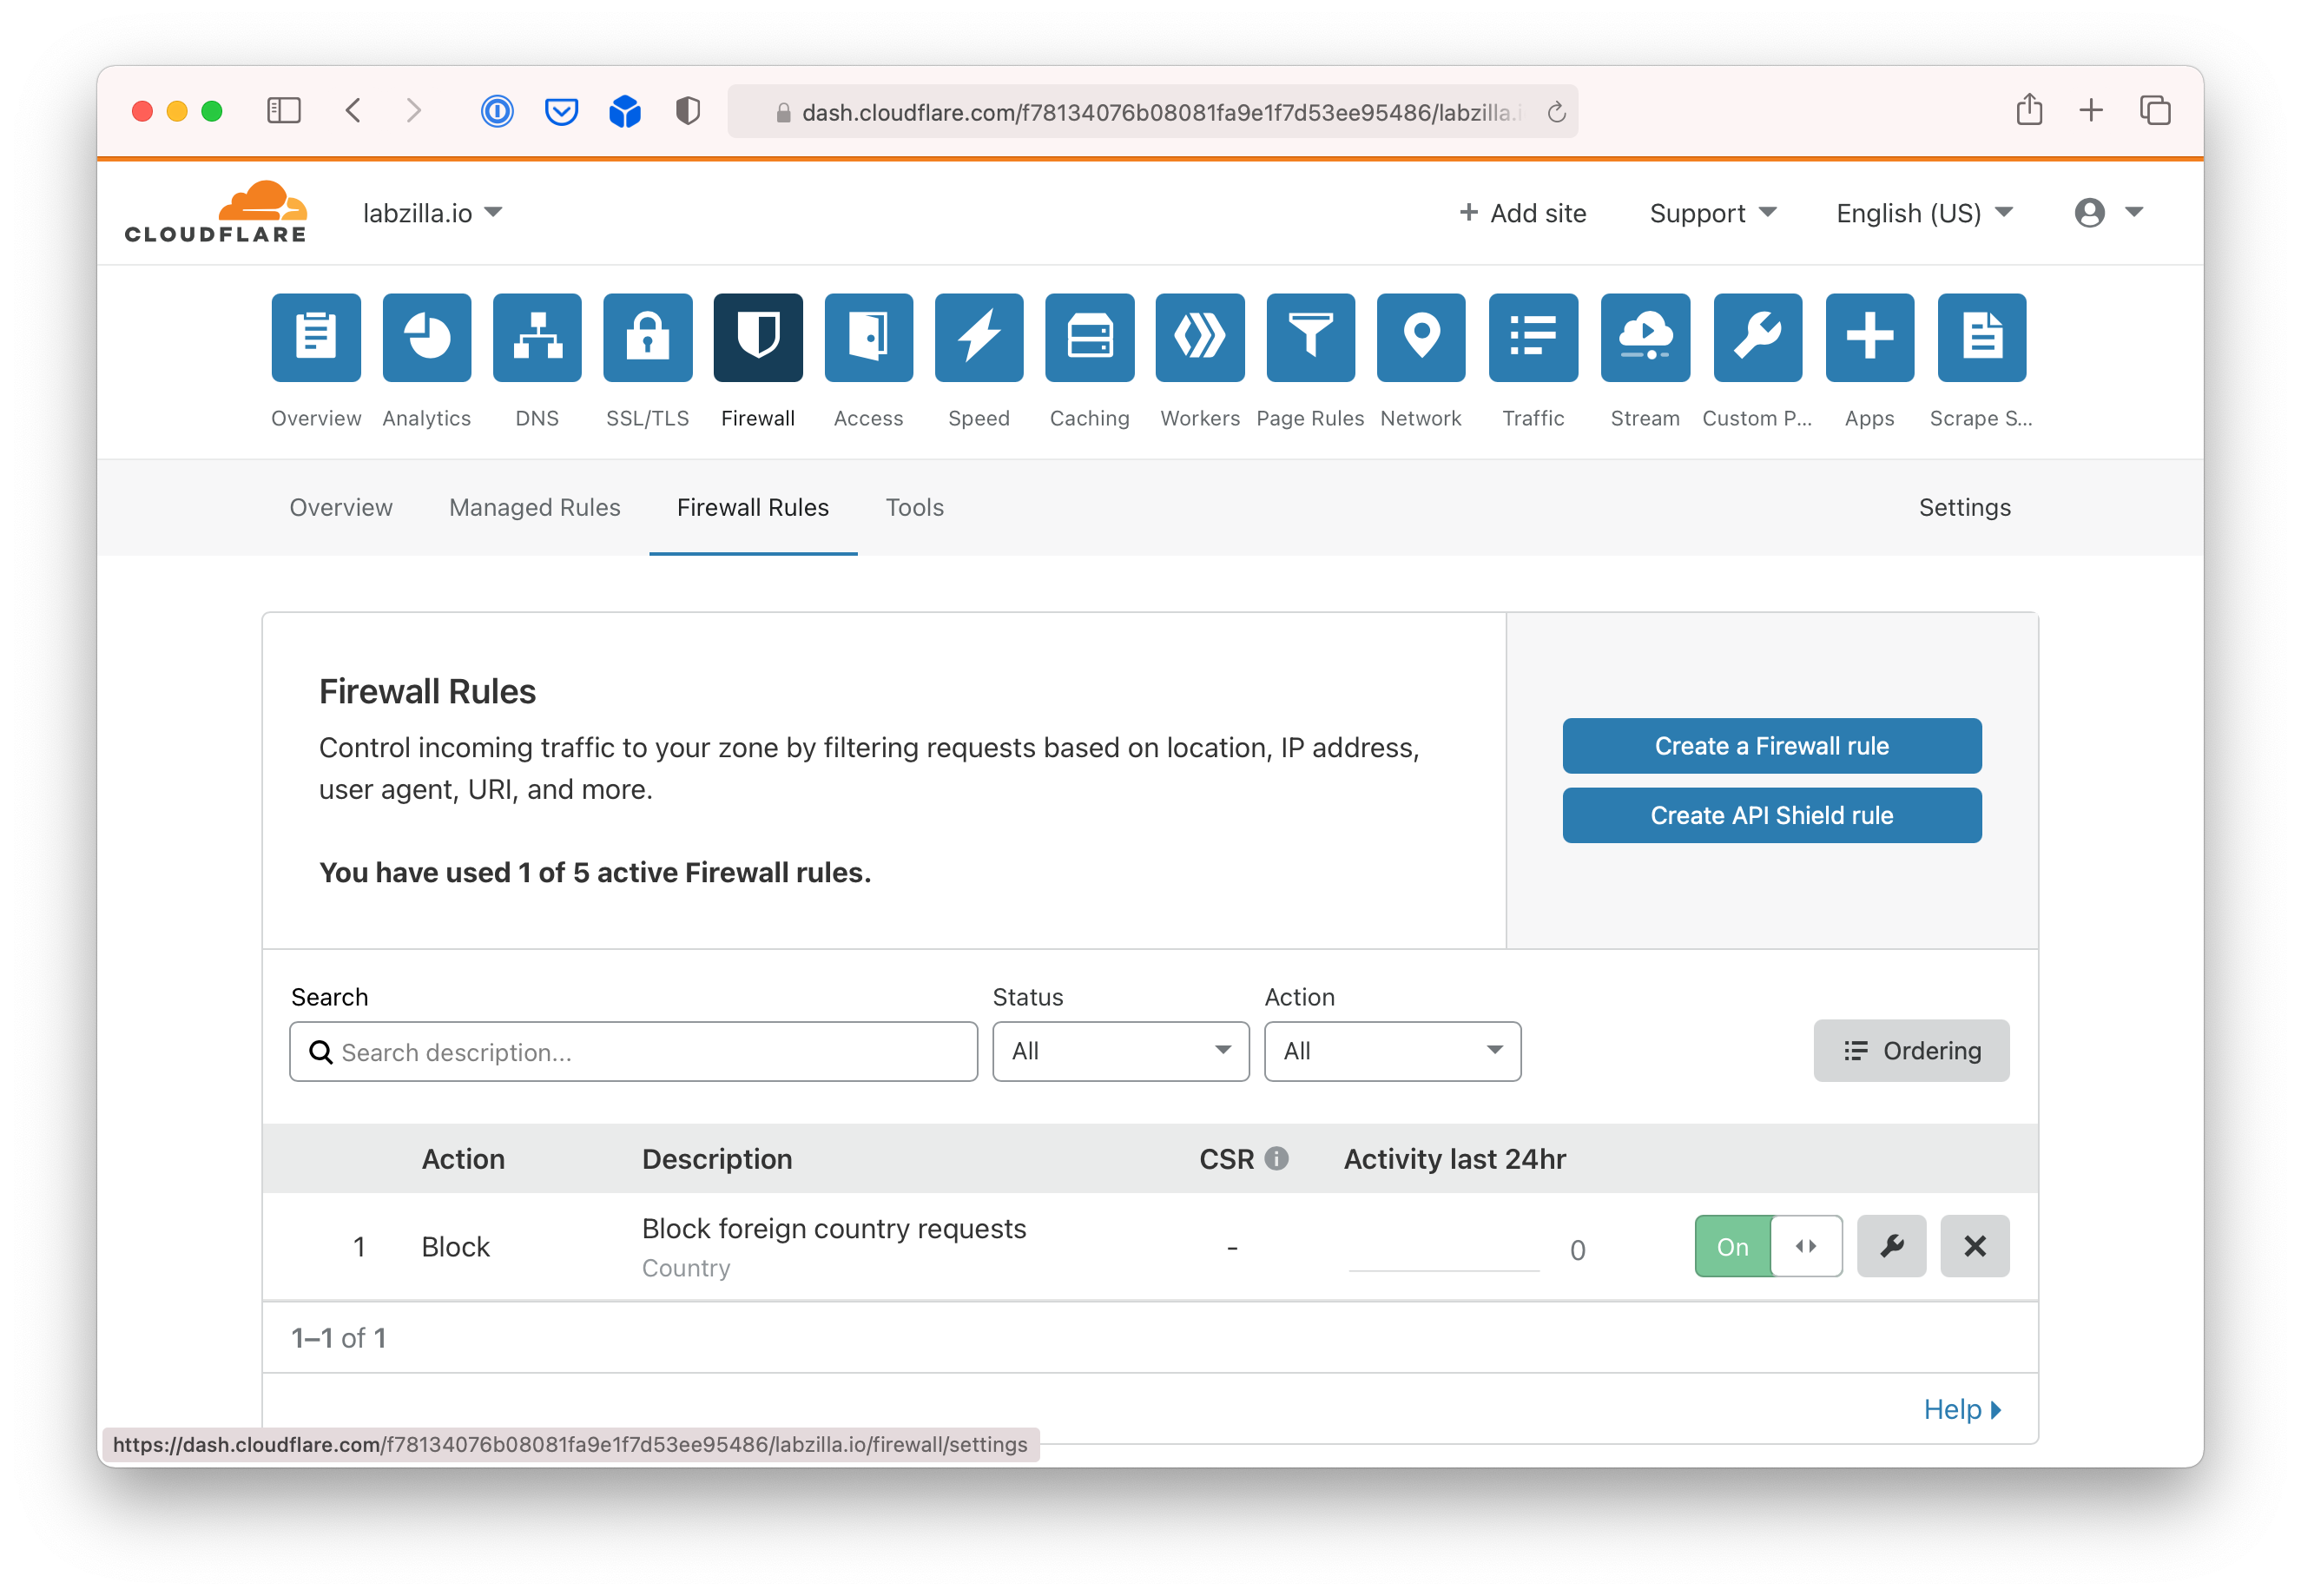 dash.cloudflare.com/f78134076b08081fa9e1f7d53ee95486/labzilla.i
CLOUDFLARE
labzilla.io
+ Add site
Support
English (US)
Overview
Analytics
DNS
SSL/TLS
Firewall
Access
Speed
Caching
Workers
Page Rules
Network
Traffic
Stream
Custom P...
Apps
Scrape S...
Overview
Managed Rules
Firewall Rules
Tools
Settings
Firewall Rules
Control incoming traffic to your zone by filtering requests based on location, IP address,
user agent, URI, and more.
You have used 1 of 5 active Firewall rules.
Create a Firewall rule
Create API Shield rule
Search
Status
Action
Search description...
All
All
Ordering
Action
Description
CSR
Activity last 24hr
1
Block
Block foreign country requests
Country
-
0
On
1–1 of 1
Help
https://dash.cloudflare.com/f78134076b08081fa9e1f7d53ee95486/labzilla.io/firewall/settings